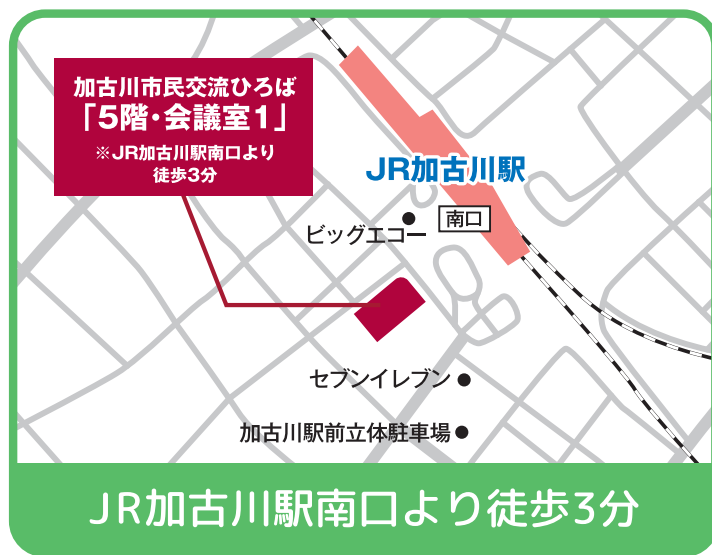 加古川市民交流ひろば
「5階・会議室1」
※JR加古川駅南口より
徒歩3分
JR加古川駅
南口
ビッグエコー
セブンイレブン
加古川駅前立体駐車場
JR加古川駅南口より徒歩3分